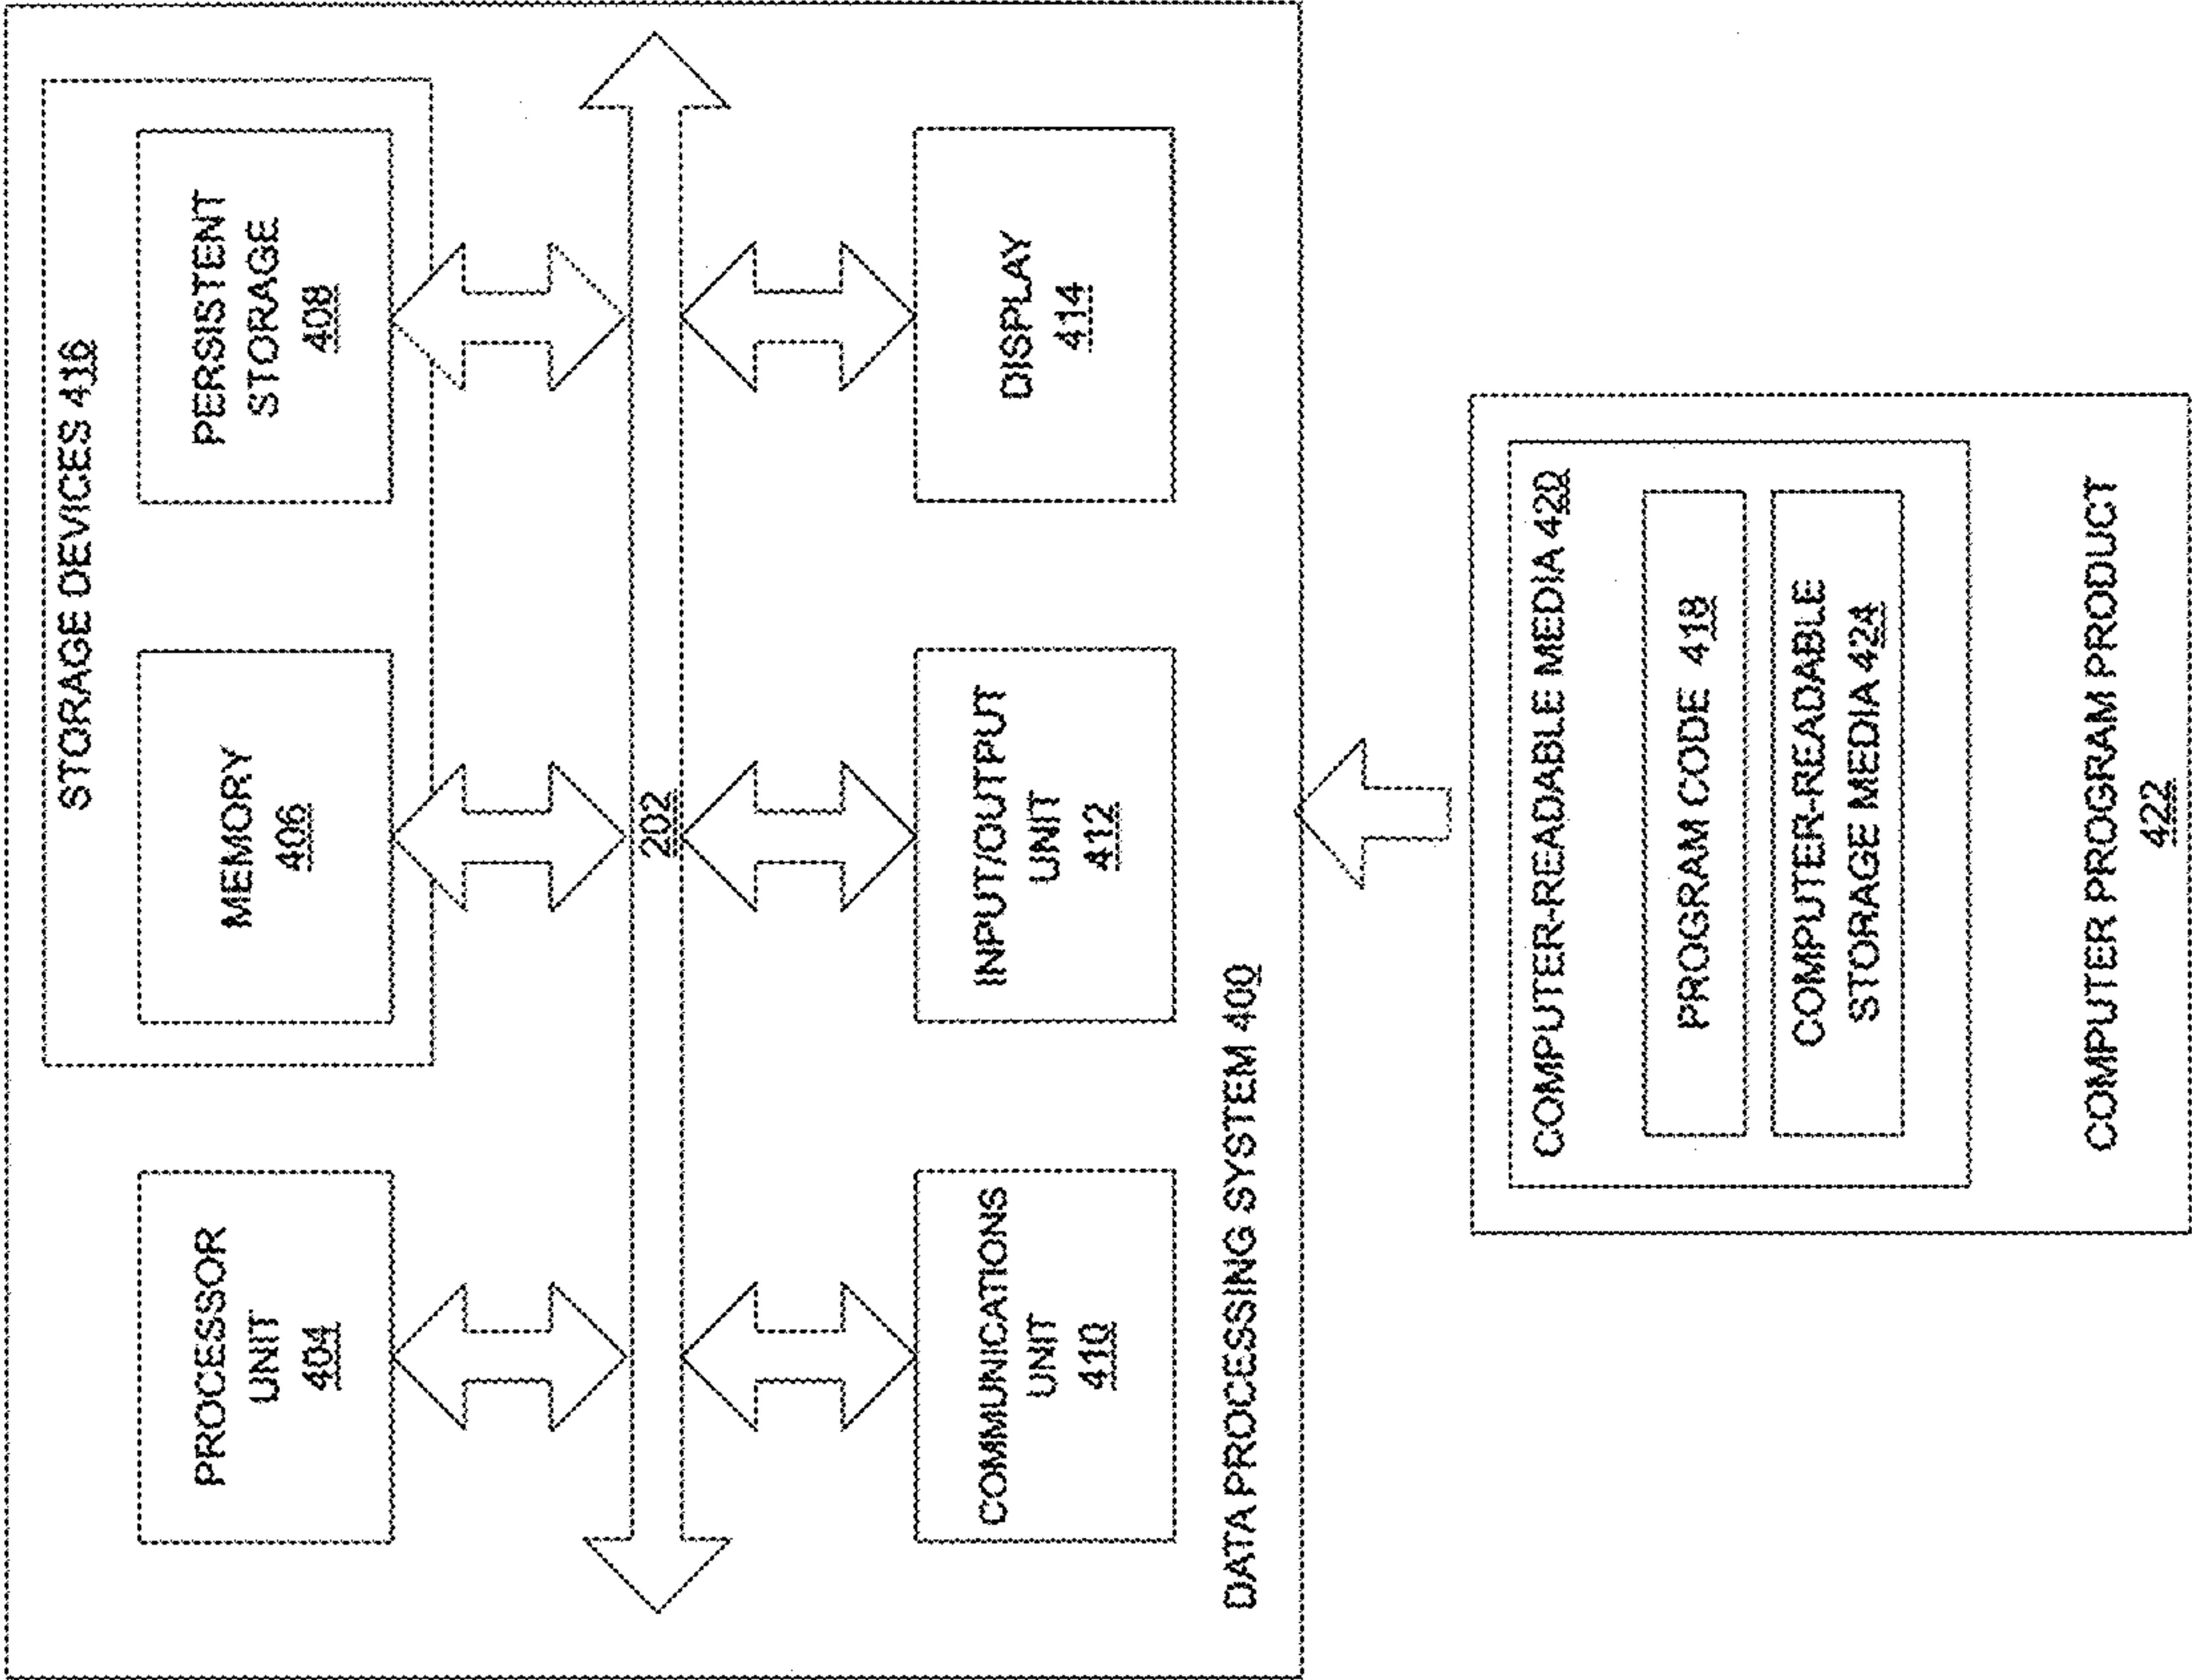 STORAGE DEVICES 416
PROCESSOR
UNIT
404
MEMORY
406
PERSISTENT
STORAGE
408
202
COMMUNICATIONS
UNIT
410
INPUT/OUTPUT
UNIT
412
DISPLAY
414
DATA PROCESSING SYSTEM 400
COMPUTER-READABLE MEDIA 420
PROGRAM CODE 418
COMPUTER-READABLE
STORAGE MEDIA 424
COMPUTER PROGRAM PRODUCT
422